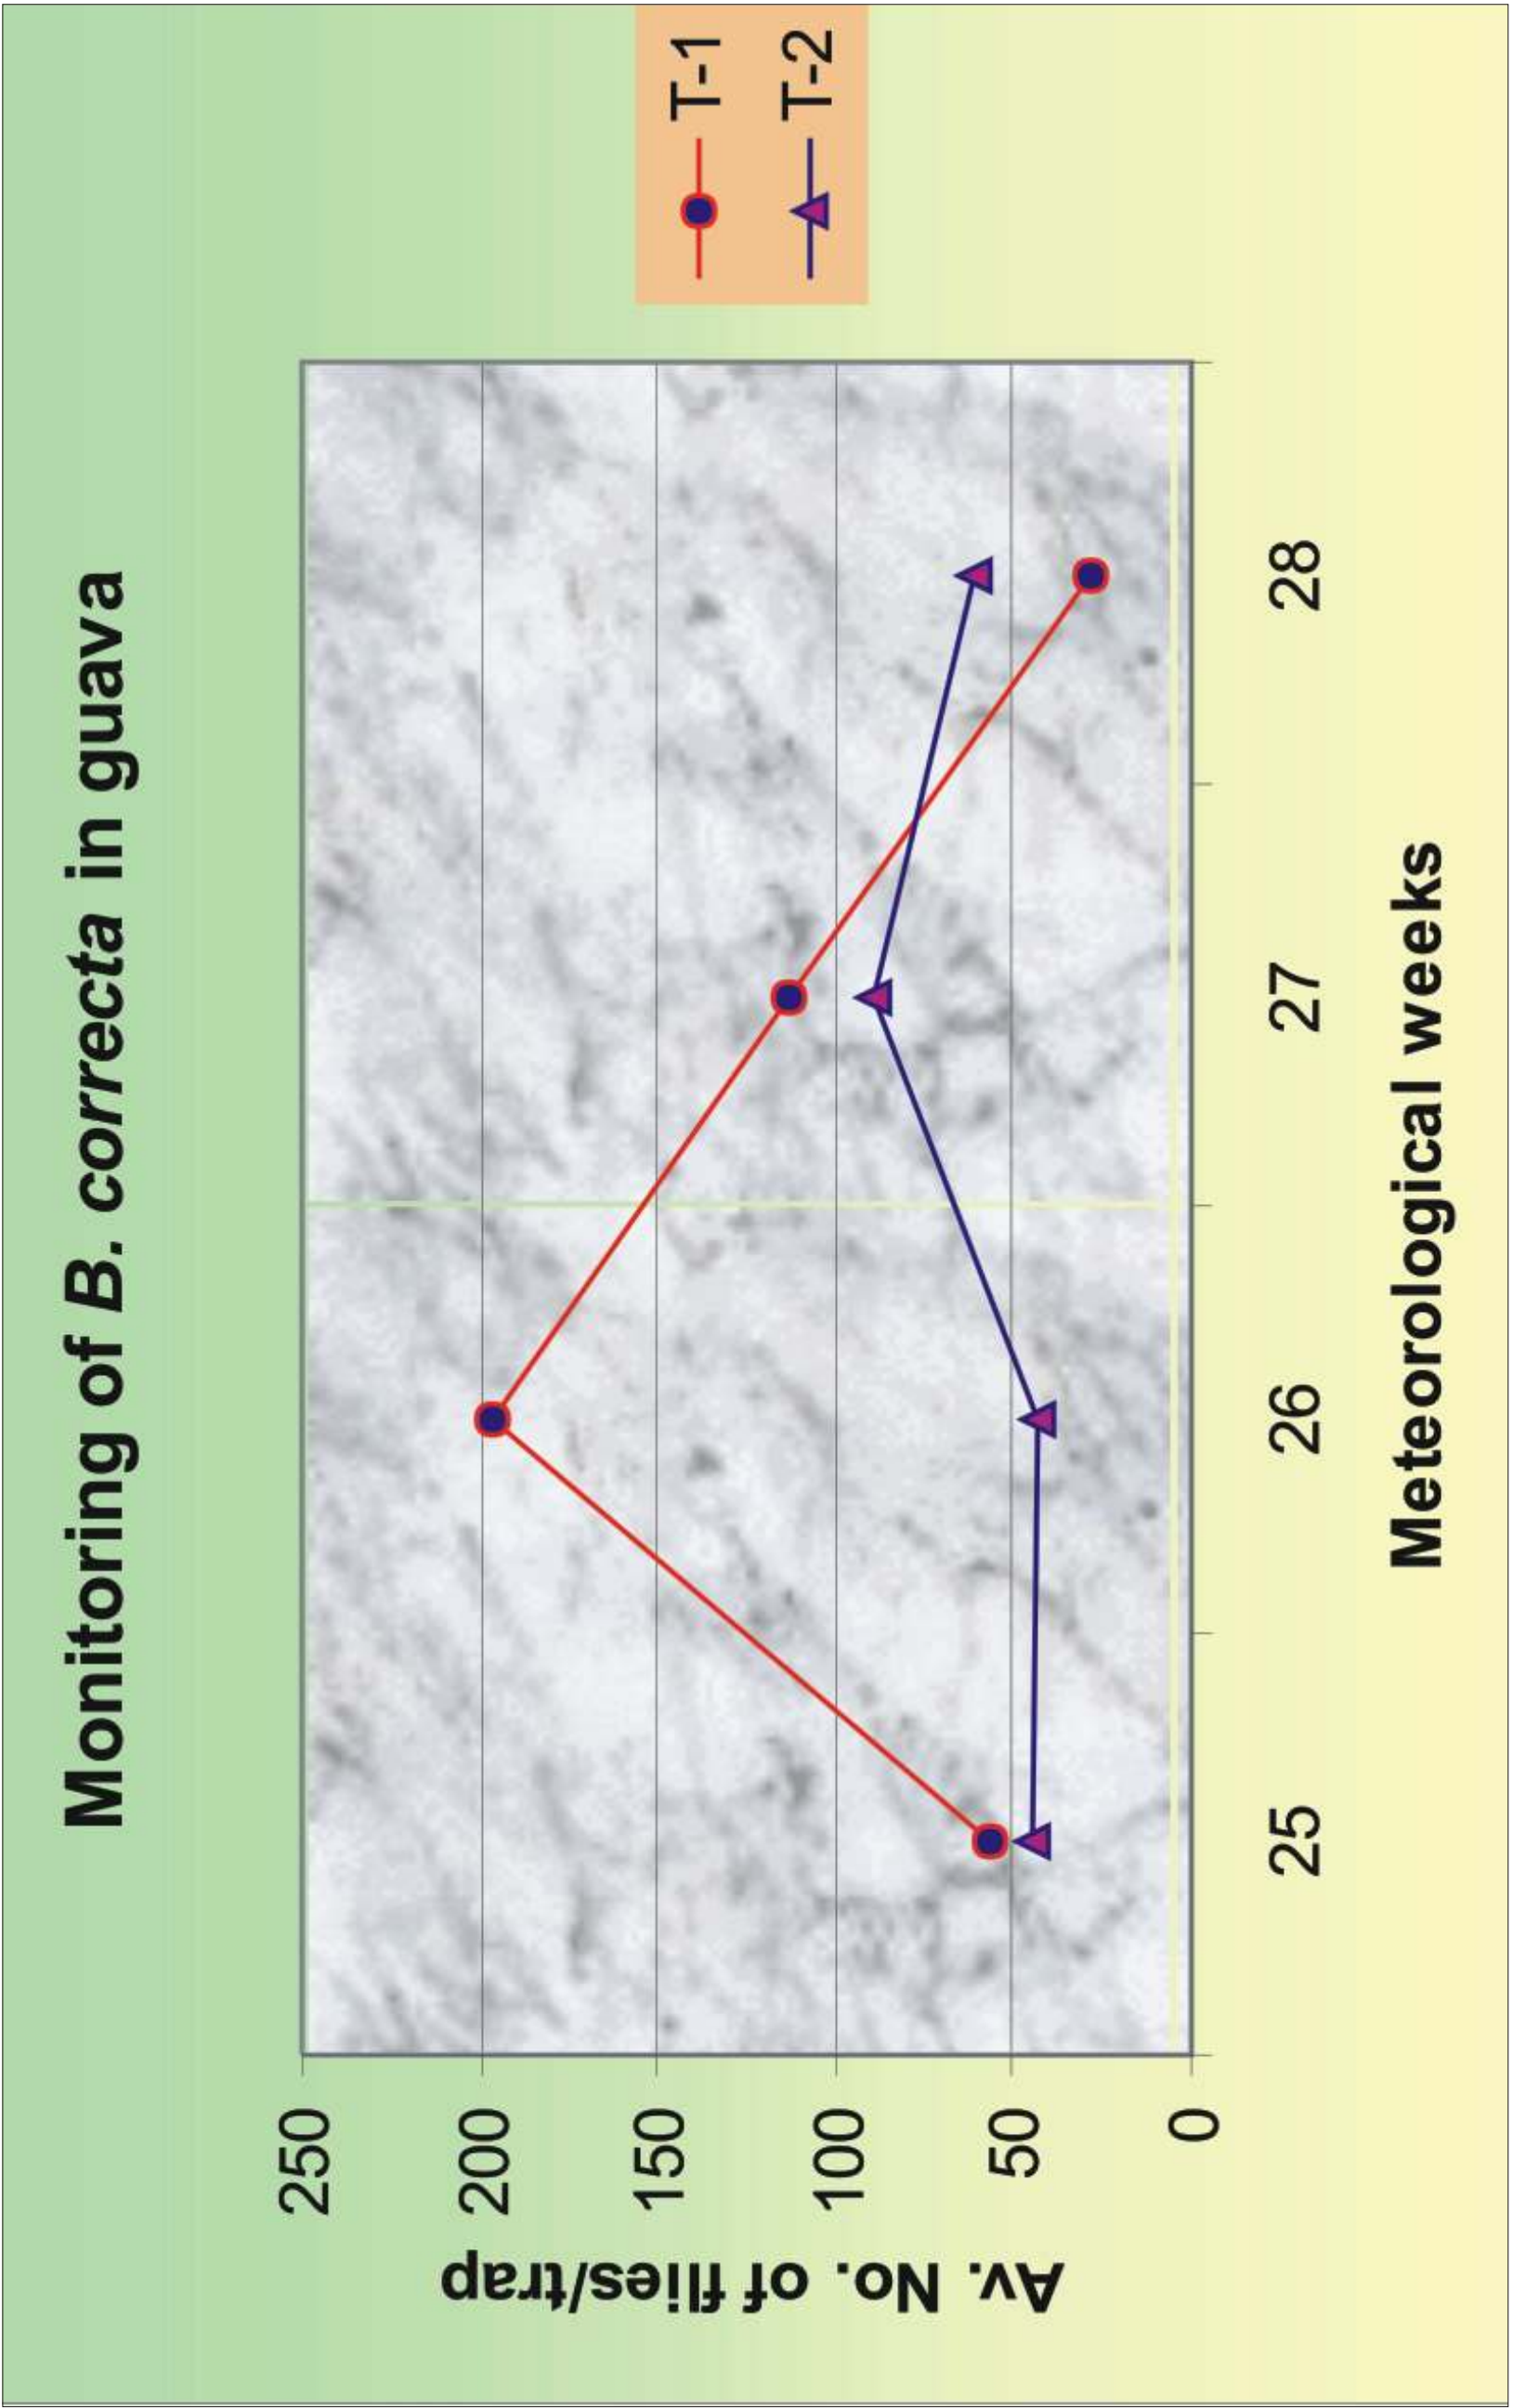 Monitoring of B. correcta in guava
Av. No. of flies/trap
250
200
150
100
50
0
25 26 27 28
Meteorological weeks
T-1
T-2